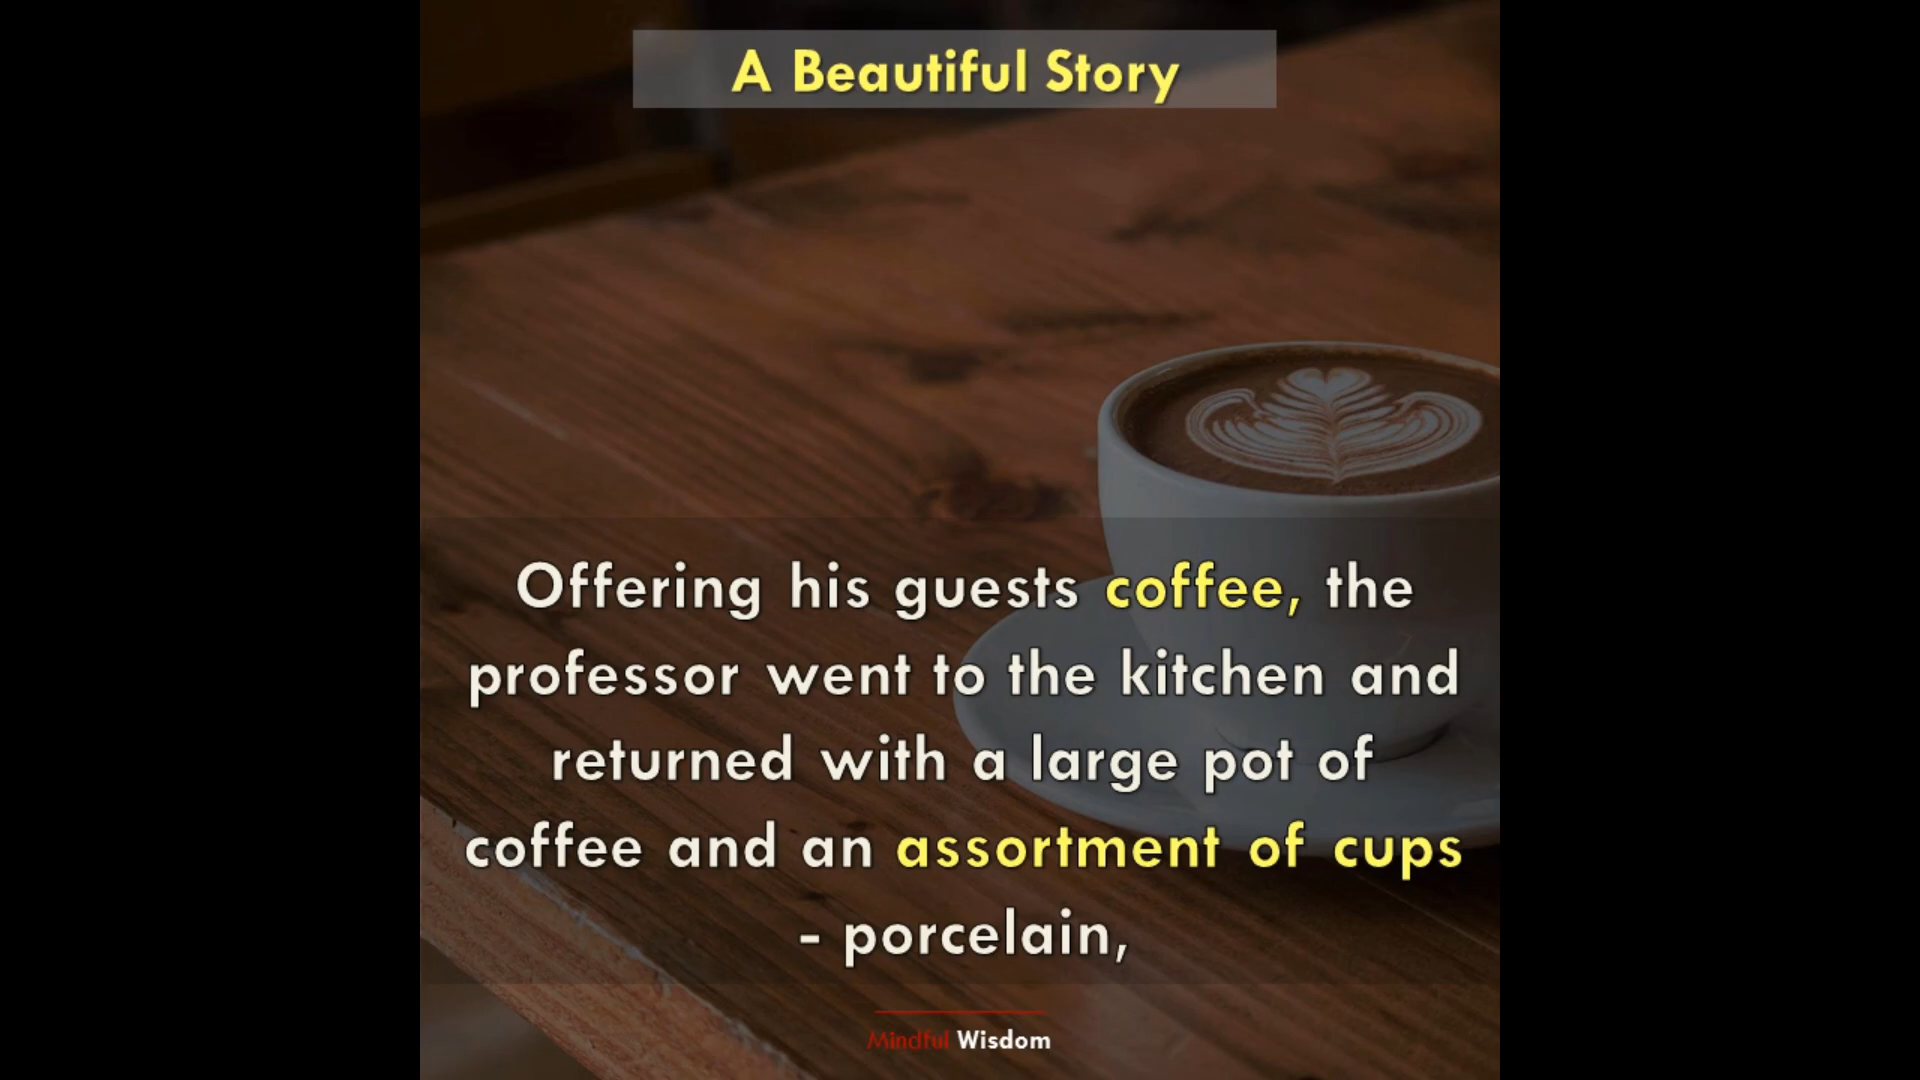 A Beautiful Story
Offering his guests coffee, the
professor went to the kitchen and
returned with a large pot of
coffee and an assortment of cups
- porcelain,
Mindful Wisdom